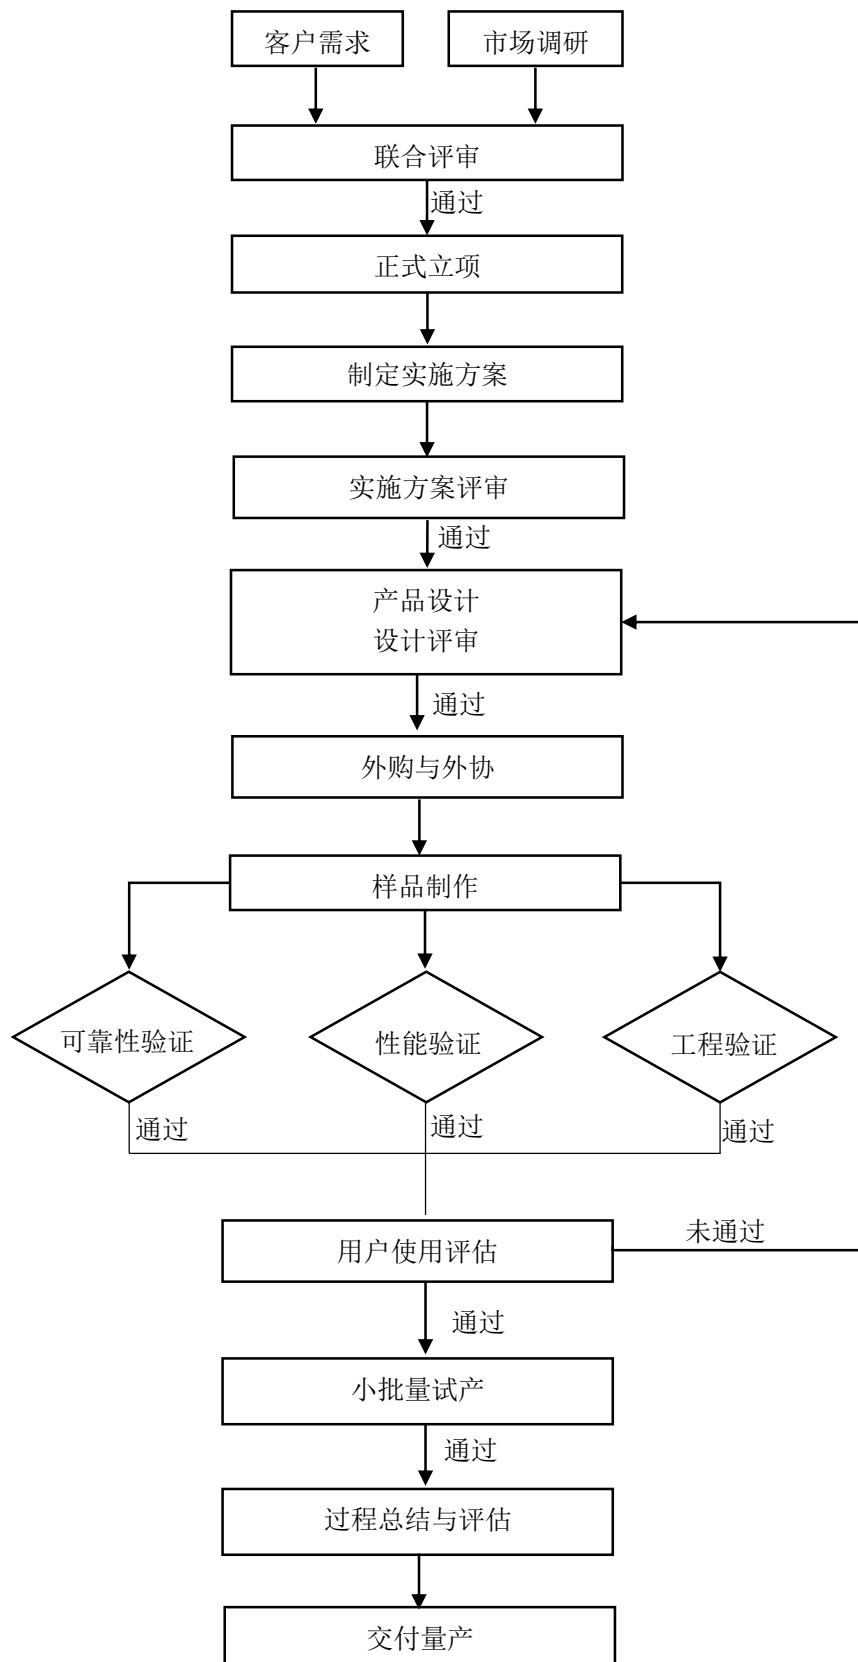 客户需求
市场调研
联合评审
通过
正式立项
制定实施方案
实施方案评审
通过
产品设计
设计评审
通过
外购与外协
样品制作
可靠性验证
性能验证
工程验证
通过
通过
通过
未通过
用户使用评估
通过
小批量试产
通过
过程总结与评估
交付量产